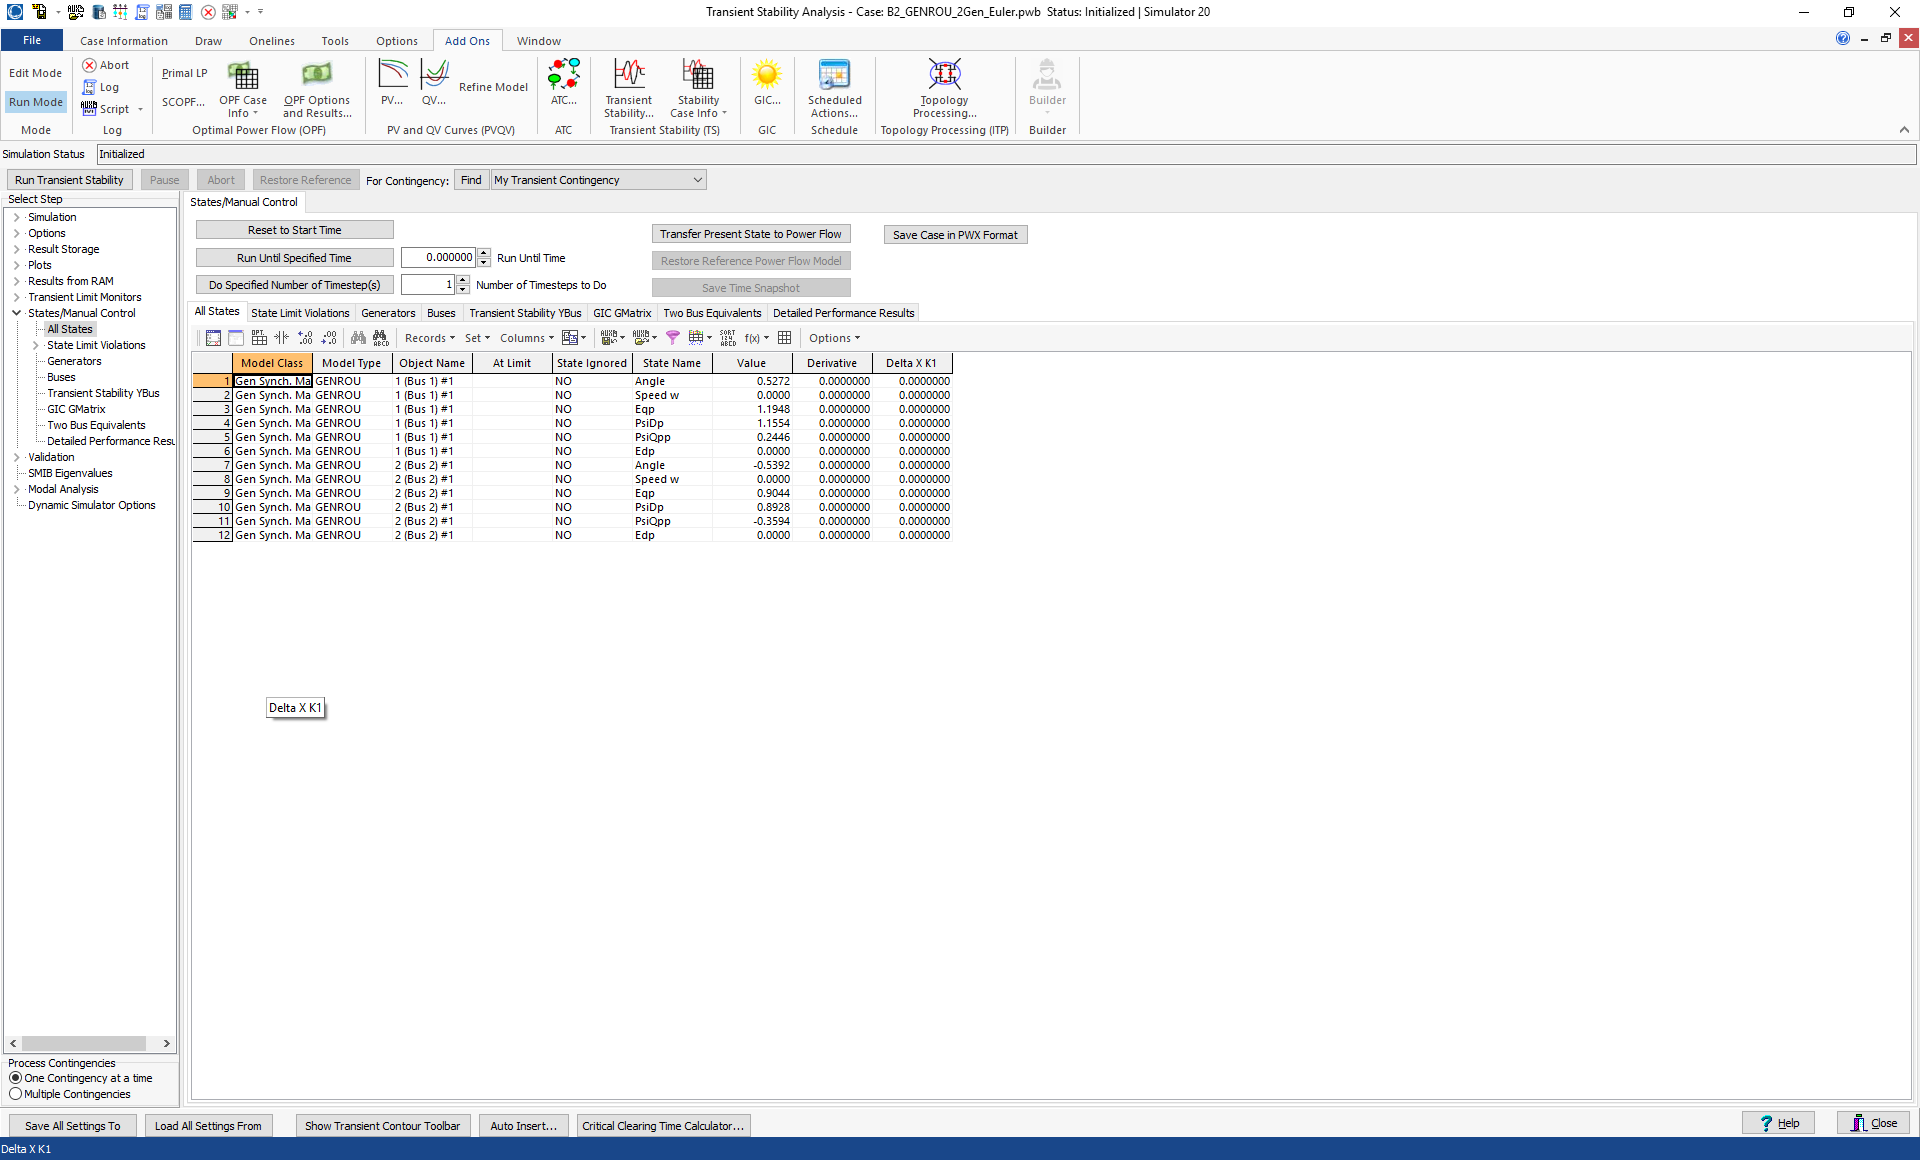 Transient Stability Analysis - Case: B2_GENROU_2Gen_Euler.pwb  Status: Initialized | Simulator 20
File Case Information Draw Onelines Tools Options Add Ons Window
Edit Mode
Run Mode
Mode
Abort
Log
Script
Log
Primal LP
SCOPF...
OPF Case Info
OPF Options and Results...
Optimal Power Flow (OPF)
PV... QV... Refine Model
PV and QV Curves (PVQV)
ATC...
ATC
Transient Stability...
Stability Case Info
Transient Stability (TS)
GIC...
GIC
Scheduled Actions...
Schedule
Topology Processing...
Topology Processing (ITP)
Builder
Builder
Simulation Status Initialized
Run Transient Stability Pause Abort Restore Reference For Contingency: Find My Transient Contingency
Select Step
Simulation
Options
Result Storage
Plots
Results from RAM
Transient Limit Monitors
States/Manual Control
All States
State Limit Violations
Generators
Buses
Transient Stability YBus
GIC GMatrix
Two Bus Equivalents
Detailed Performance Resu
Validation
SMIB Eigenvalues
Modal Analysis
Dynamic Simulator Options
Process Contingencies
One Contingency at a time
Multiple Contingencies
States/Manual Control
Reset to Start Time
Run Until Specified Time 0.000000 Run Until Time
Do Specified Number of Timestep(s) 1 Number of Timesteps to Do
Transfer Present State to Power Flow Save Case in PWX Format
Restore Reference Power Flow Model
Save Time Snapshot
All States State Limit Violations Generators Buses Transient Stability YBus GIC GMatrix Two Bus Equivalents Detailed Performance Results
Records Set Columns f(x) Options
Model Class Model Type Object Name At Limit State Ignored State Name Value Derivative Delta X K1
1 Gen Synch. Ma GENROU 1 (Bus 1) #1 NO Angle 0.5272 0.0000000 0.0000000
2 Gen Synch. Ma GENROU 1 (Bus 1) #1 NO Speed w 0.0000 0.0000000 0.0000000
3 Gen Synch. Ma GENROU 1 (Bus 1) #1 NO Eqp 1.1948 0.0000000 0.0000000
4 Gen Synch. Ma GENROU 1 (Bus 1) #1 NO PsiDp 1.1554 0.0000000 0.0000000
5 Gen Synch. Ma GENROU 1 (Bus 1) #1 NO PsiQpp 0.2446 0.0000000 0.0000000
6 Gen Synch. Ma GENROU 1 (Bus 1) #1 NO Edp 0.0000 0.0000000 0.0000000
7 Gen Synch. Ma GENROU 2 (Bus 2) #1 NO Angle -0.5392 0.0000000 0.0000000
8 Gen Synch. Ma GENROU 2 (Bus 2) #1 NO Speed w 0.0000 0.0000000 0.0000000
9 Gen Synch. Ma GENROU 2 (Bus 2) #1 NO Eqp 0.9044 0.0000000 0.0000000
10 Gen Synch. Ma GENROU 2 (Bus 2) #1 NO PsiDp 0.8928 0.0000000 0.0000000
11 Gen Synch. Ma GENROU 2 (Bus 2) #1 NO PsiQpp -0.3594 0.0000000 0.0000000
12 Gen Synch. Ma GENROU 2 (Bus 2) #1 NO Edp 0.0000 0.0000000 0.0000000
Delta X K1
Save All Settings To Load All Settings From Show Transient Contour Toolbar Auto Insert... Critical Clearing Time Calculator... Help Close
Delta X K1